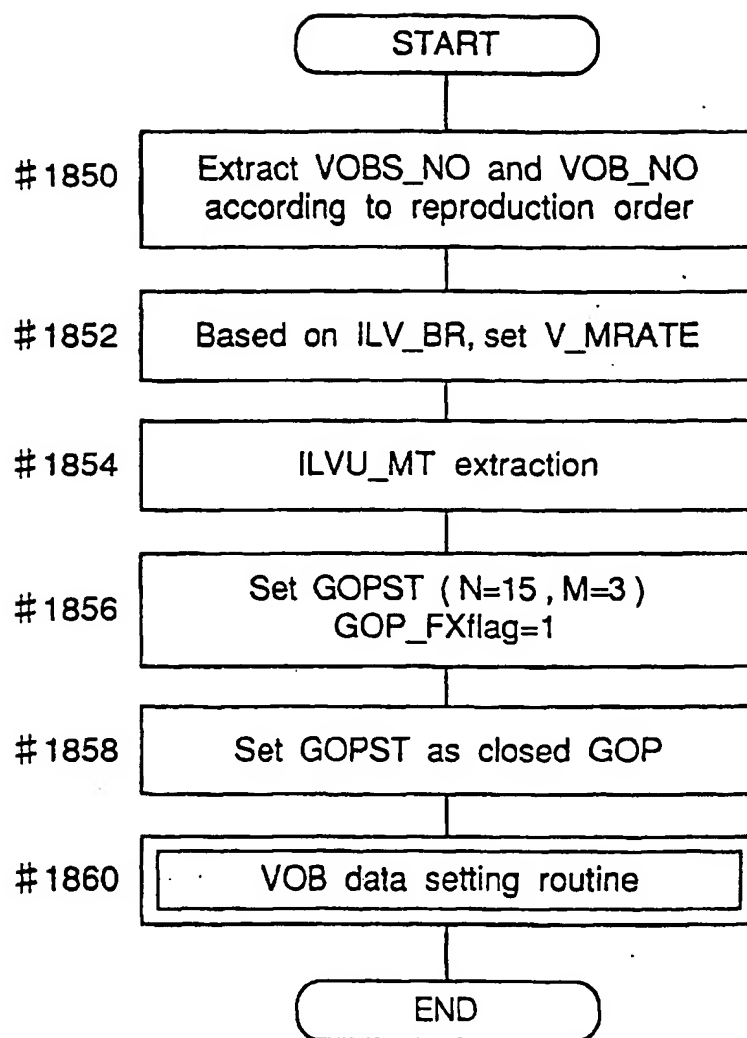 START
#1850
Extract VOBS_NO and VOB_NO
according to reproduction order
#1852
Based on ILV_BR, set V_MRATE
#1854
ILVU_MT extraction
#1856
Set GOPST (N=15, M=3)
GOP_FXflag=1
#1858
Set GOPST as closed GOP
#1860
VOB data setting routine
END